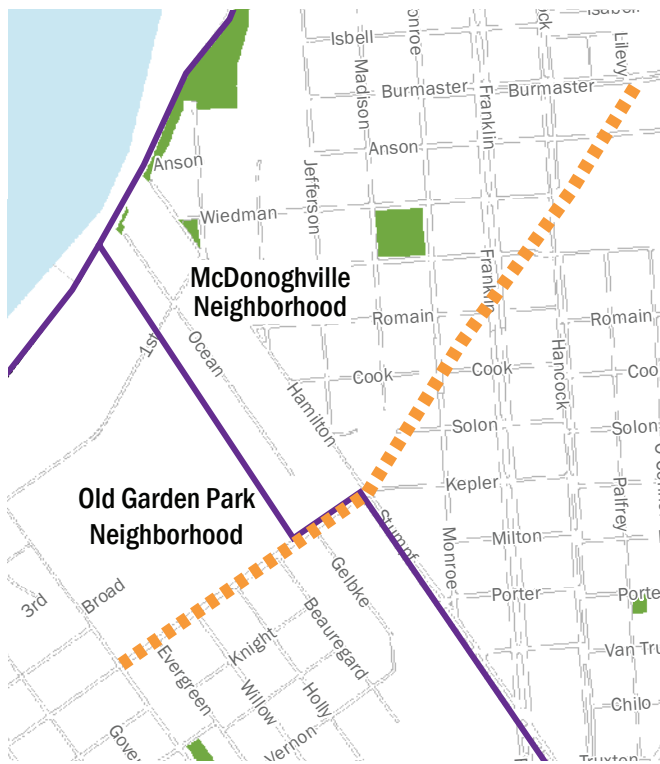 Isbell
Madison
Lilevy
Burmaster
Franklin
Burmaster
Anson
Anson
Jefferson
Wiedman
McDonoghville
Neighborhood
Franklin
1st
Ocean
Romain
Hancock
Romain
Hamilton
Cook
Cook
Solon
Solon
Old Garden Park
Neighborhood
Kepler
Palfrey
Stumpf
Monroe
Milton
Gelbke
3rd
Broad
Beauregard
Porter
Knight
Evergreen
Willow
Holly
Vernon
Chilo
Truxton